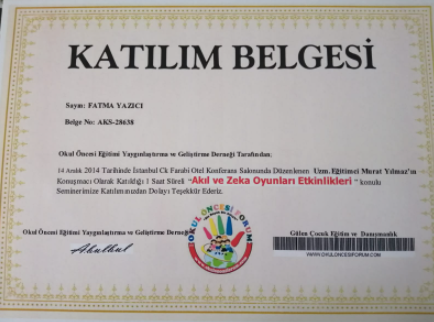 KATILIM BELGESİ
Sayın: FATMA YAZICI
Belge No: AKS-28638
Okul Öncesi Eğitimi Yaygınlaştırma ve Geliştirme Derneği Tarafından;
14 Aralık 2014 Tarihinde İstanbul Ck Farabi Otel Konferans Salonunda Düzenlenen Uzm.Eğitimci Murat Yılmaz'ın
Konuşmacı Olarak Katıldığı 1 Saat Süreli "Akıl ve Zeka Oyunları Etkinlikleri" konulu
Seminerimize Katılımınızdan Dolayı Teşekkür Ederiz.
OKUL ÖNCESİ FORUM
Okul Öncesi Eğitimi Yaygınlaştırma ve Geliştirme Derneği
Gülen Çocuk Eğitim ve Danışmanlık
WWW.OKULONCESIFORUM.COM